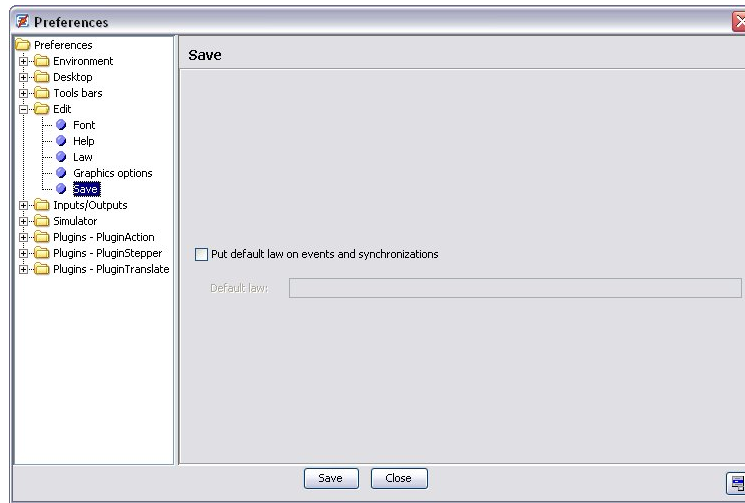 Preferences
Preferences
Environment
Desktop
Tools bars
Edit
Font
Help
Law
Graphics options
Save
Inputs/Outputs
Simulator
Plugins - PluginAction
Plugins - PluginStepper
Plugins - PluginTranslate
Save
Put default law on events and synchronizations
Default law:
Save Close